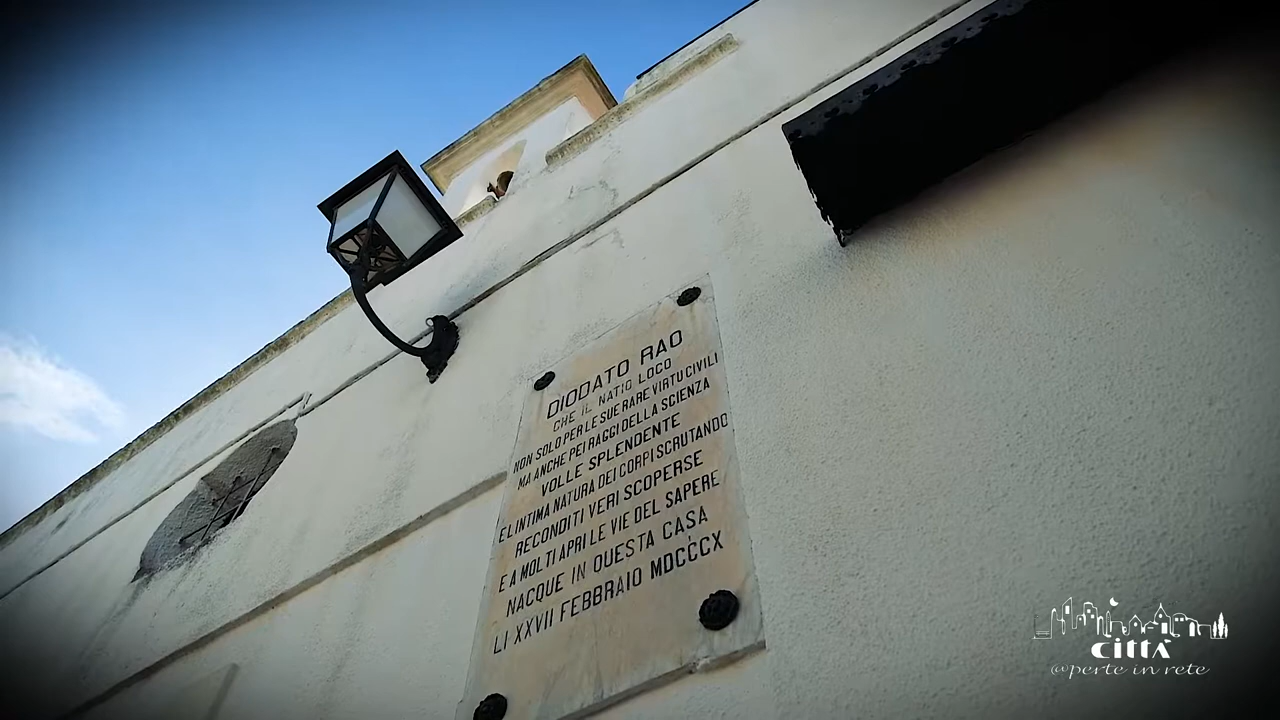 DIODATO RAO
CHE IL NATIO LOCO
NON SOLO PER LE SUE RARE VIRTU CIVILI
MA ANCHE PEI RAGGI DELLA SCIENZA
VOLLE SPLENDENTE
E L INTIMA NATURA DEI CORPI SCRUTANDO
RECONDITI VERI SCOPERSE
E A MOLTI APRI LE VIE DEL SAPERE
NACQUE IN QUESTA CASA
LI XXVII FEBBRAIO MDCCCX
CITTÀ
@perte in rete